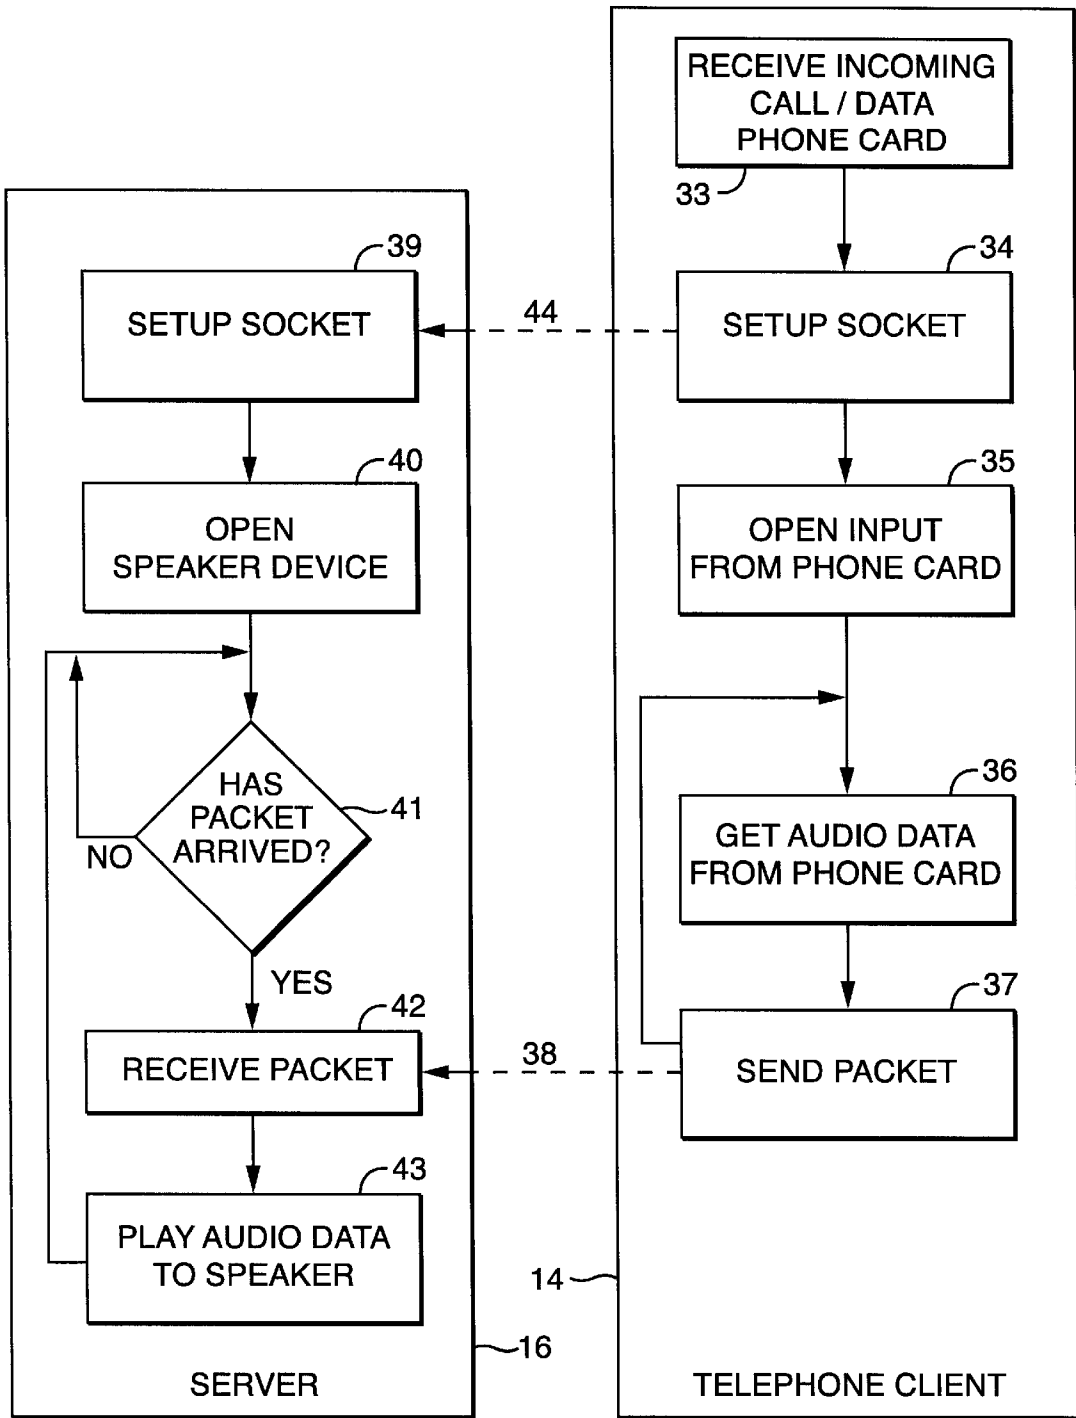 RECEIVE INCOMING
CALL / DATA
PHONE CARD
33
39
SETUP SOCKET
44
34
SETUP SOCKET
40
OPEN
SPEAKER DEVICE
35
OPEN INPUT
FROM PHONE CARD
HAS
PACKET
ARRIVED?
41
NO
YES
36
GET AUDIO DATA
FROM PHONE CARD
42
RECEIVE PACKET
38
37
SEND PACKET
43
PLAY AUDIO DATA
TO SPEAKER
14
16
SERVER
TELEPHONE CLIENT